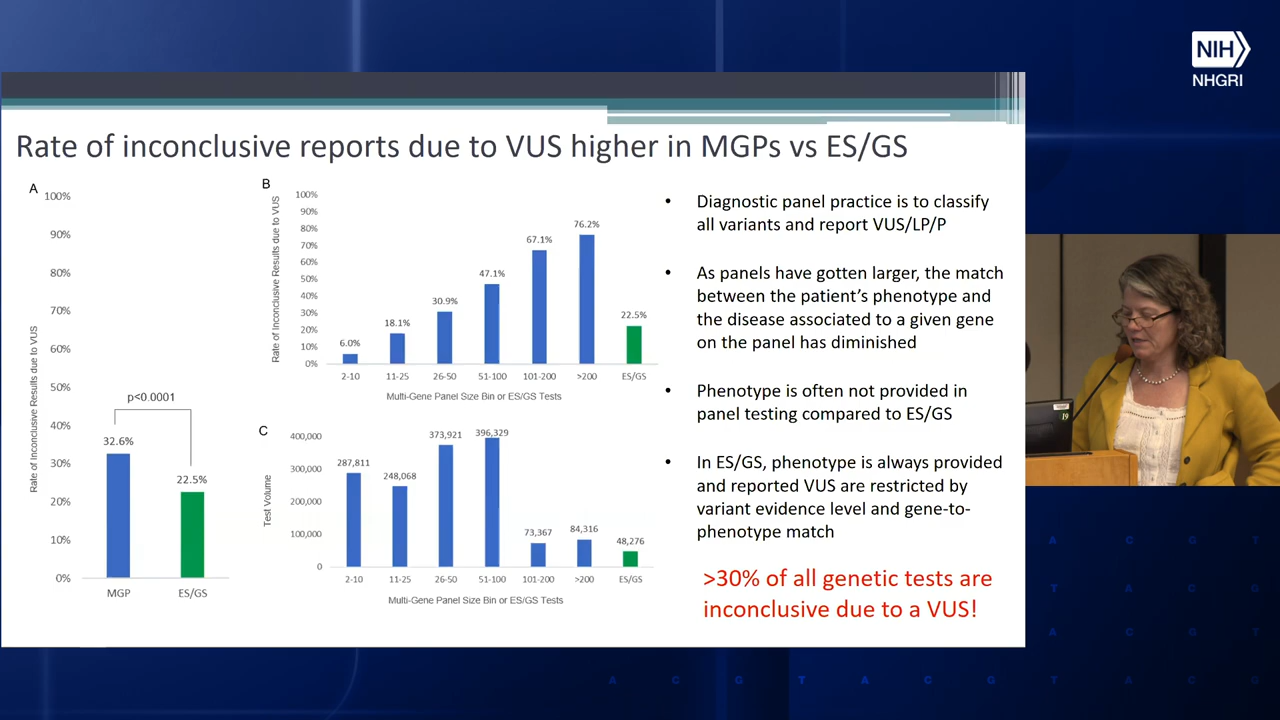 NIH
NHGRI
Rate of inconclusive reports due to VUS higher in MGPs vs ES/GS
A
Rate of Inconclusive Results due to VUS
100%
90%
80%
70%
60%
50%
40%
30%
20%
10%
0%
p<0.0001
32.6%
22.5%
MGP
ES/GS
B
Rate of Inconclusive Results due to VUS
100%
90%
80%
70%
60%
50%
40%
30%
20%
10%
0%
6.0%
18.1%
30.9%
47.1%
67.1%
76.2%
22.5%
2-10 11-25 26-50 51-100 101-200 >200 ES/GS
Multi-Gene Panel Size Bin or ES/GS Tests
C
Test Volume
400,000
300,000
200,000
100,000
0
287,811
248,068
373,921
396,329
73,367
84,316
48,276
2-10 11-25 26-50 51-100 101-200 >200 ES/GS
Multi-Gene Panel Size Bin or ES/GS Tests
• Diagnostic panel practice is to classify
all variants and report VUS/LP/P
• As panels have gotten larger, the match
between the patient's phenotype and
the disease associated to a given gene
on the panel has diminished
• Phenotype is often not provided in
panel testing compared to ES/GS
• In ES/GS, phenotype is always provided
and reported VUS are restricted by
variant evidence level and gene-to-
phenotype match
>30% of all genetic tests are
inconclusive due to a VUS!
19
A C G T
A C T
A C T
A C G T A C G T A C G T